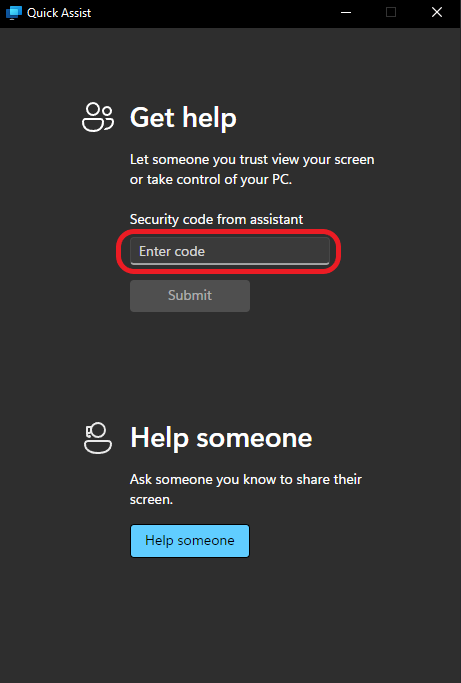 Quick Assist
Get help
Let someone you trust view your screen
or take control of your PC.
Security code from assistant
Enter code
Submit
Help someone
Ask someone you know to share their
screen.
Help someone